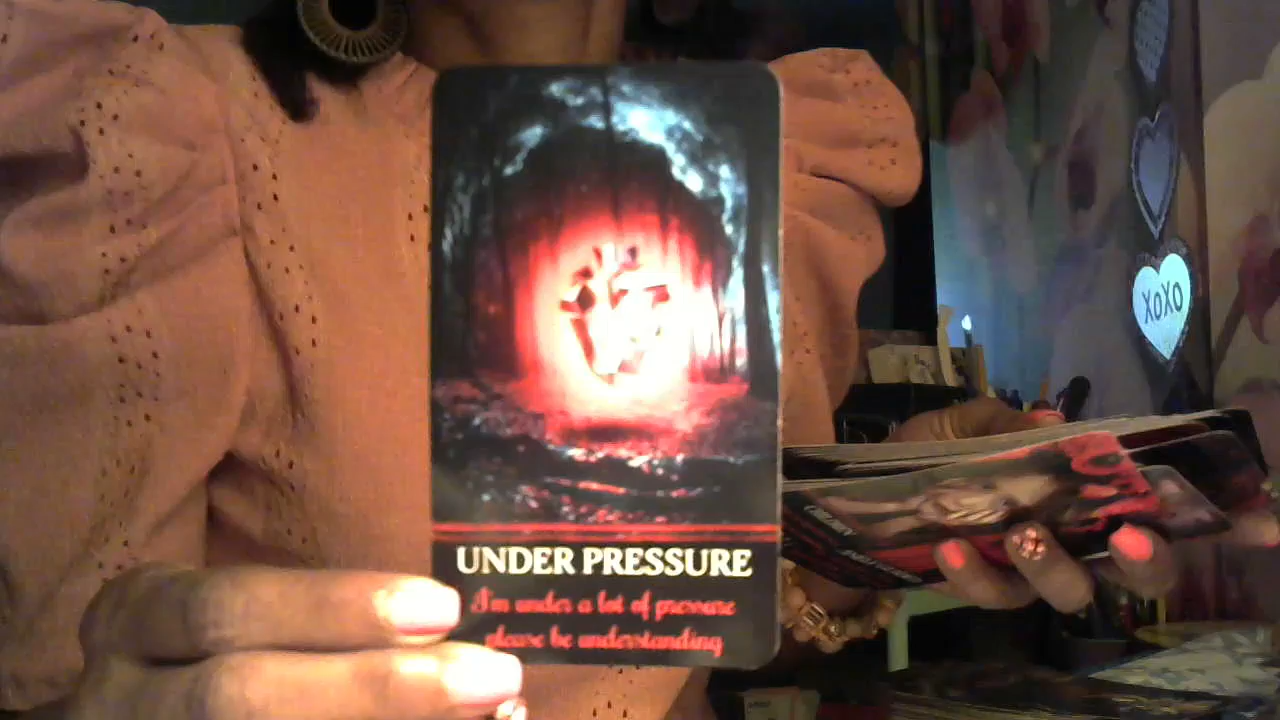 UNDER PRESSURE
I'm under a lot of pressure
please be understanding
XOXO